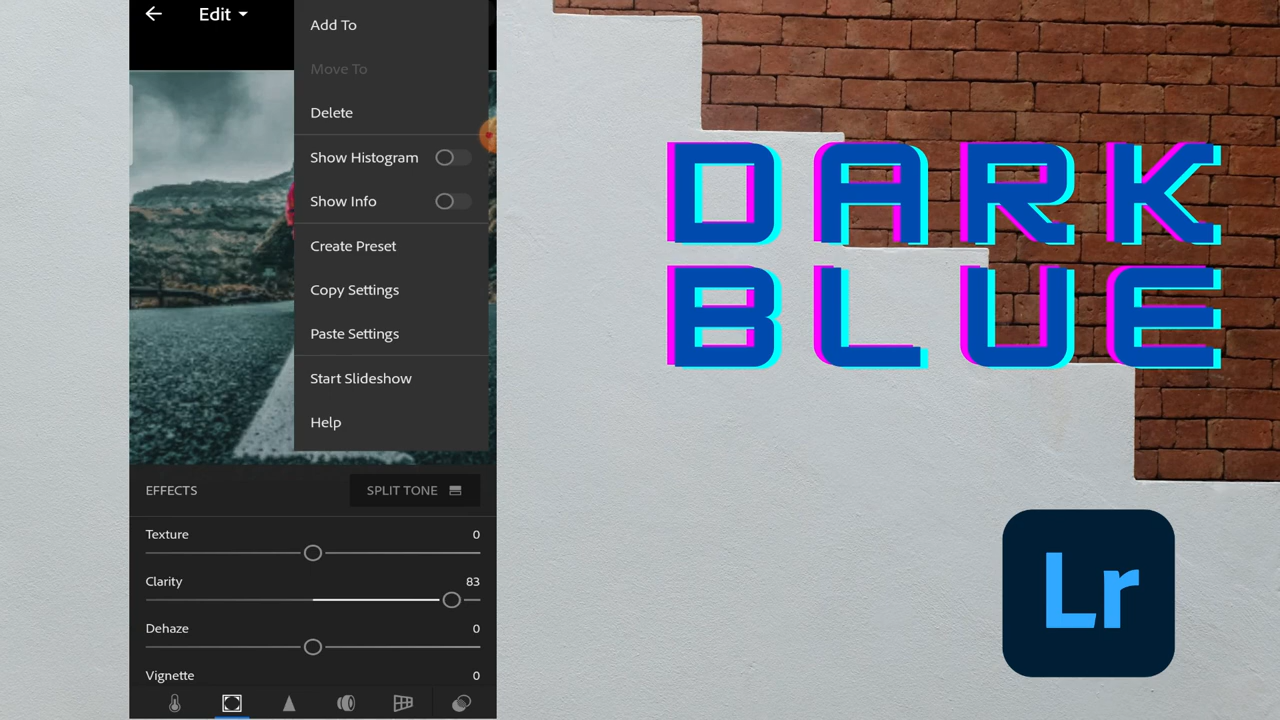 Edit
Add To
Move To
Delete
Show Histogram
Show Info
Create Preset
Copy Settings
Paste Settings
Start Slideshow
Help
EFFECTS
SPLIT TONE
Texture 0
Clarity 83
Dehaze 0
Vignette 0
DARK
BLUE
Lr